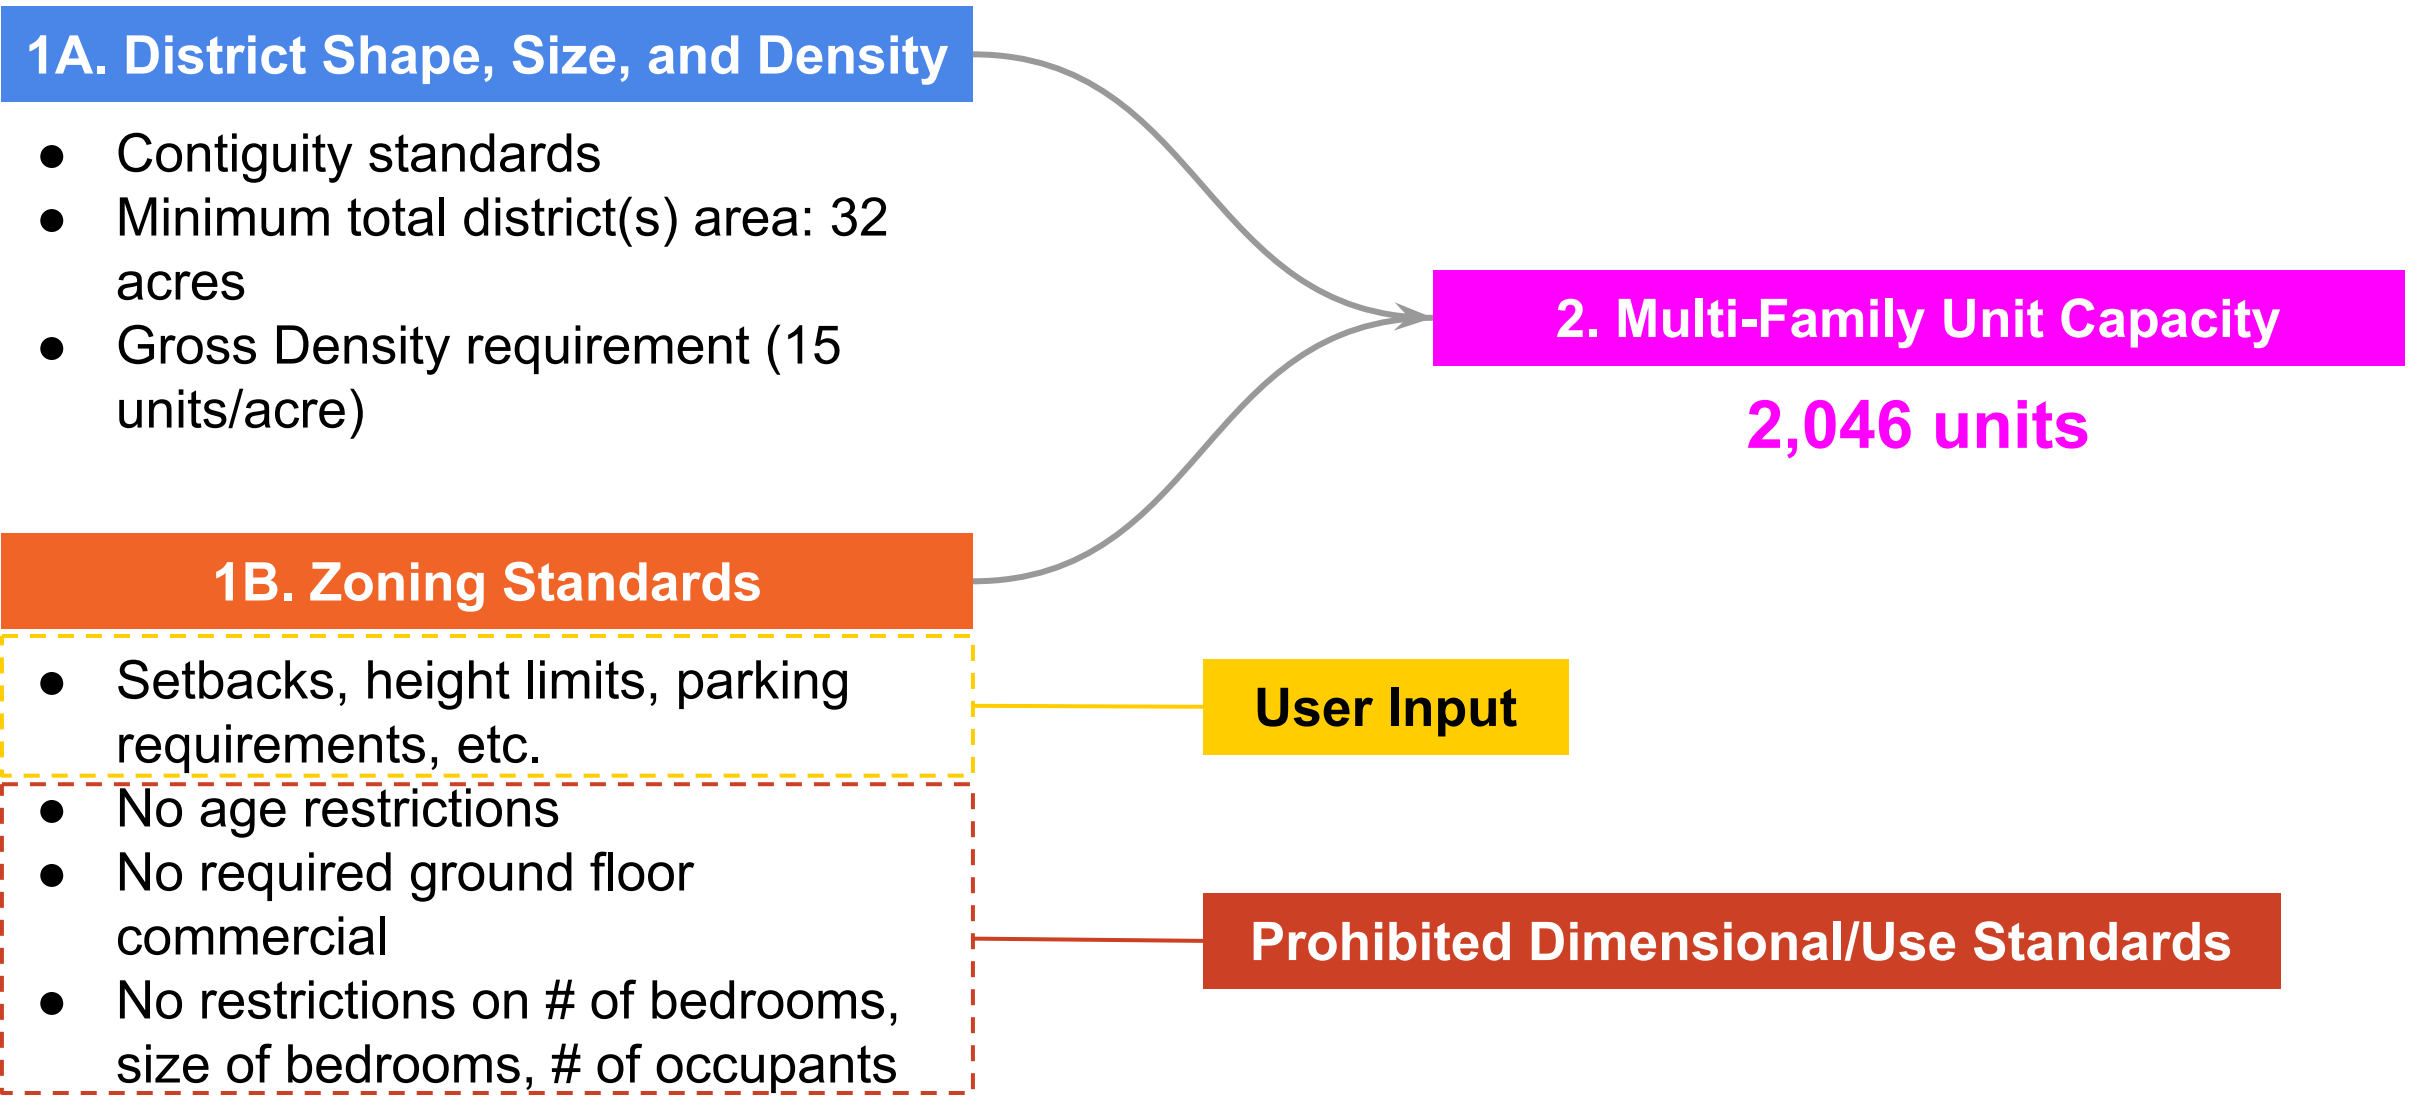 1A. District Shape, Size, and Density
● Contiguity standards
● Minimum total district(s) area: 32
acres
● Gross Density requirement (15
units/acre)
2. Multi-Family Unit Capacity
2,046 units
1B. Zoning Standards
● Setbacks, height limits, parking
requirements, etc.
● No age restrictions
● No required ground floor
commercial
● No restrictions on # of bedrooms,
size of bedrooms, # of occupants
User Input
Prohibited Dimensional/Use Standards